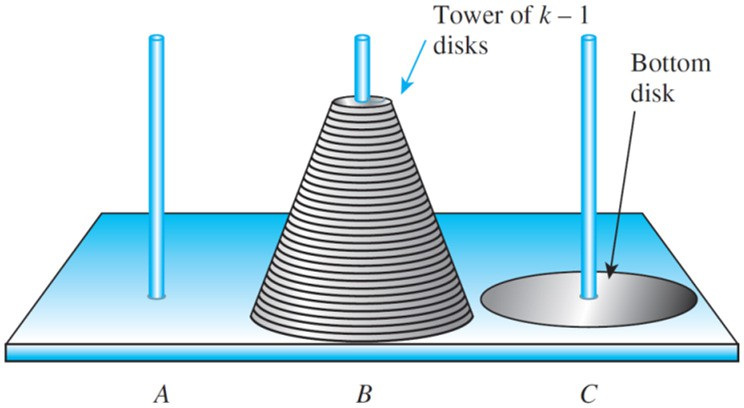 Tower of k – 1
disks
Bottom
disk
A
B
C